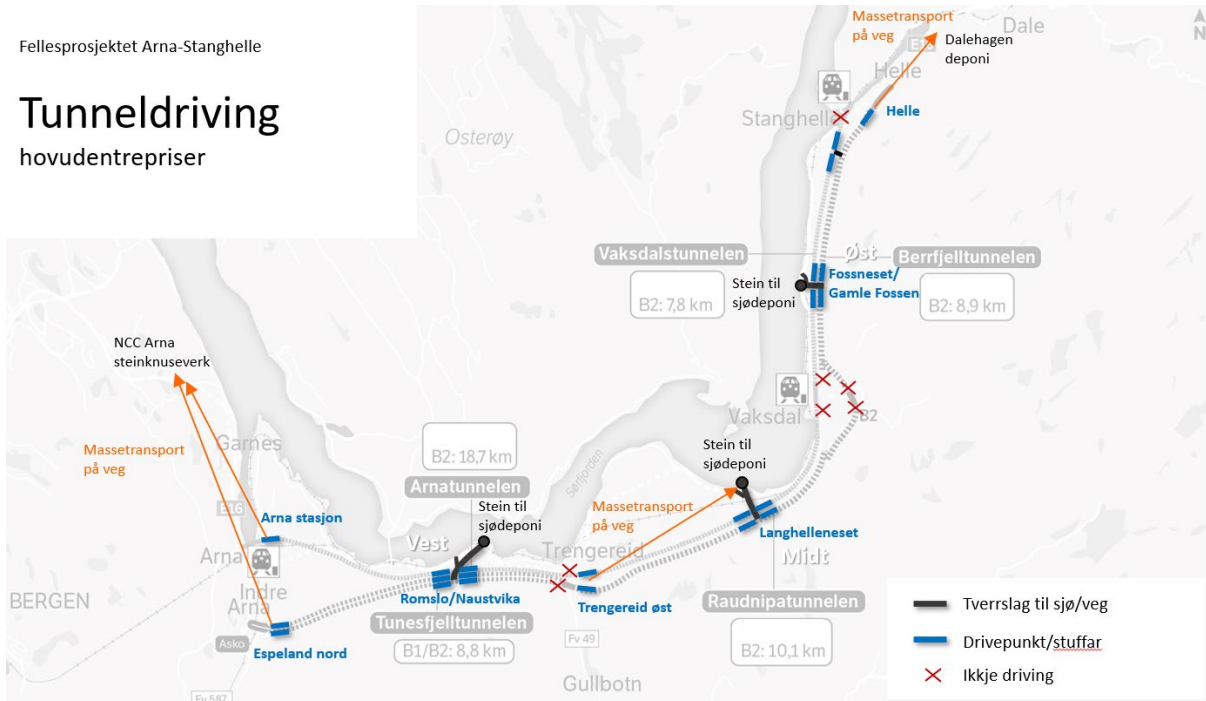 Fellesprosjektet Arna-Stanghelle
Tunneldriving
hovudentrepriser
Massetransport
på veg
Dale
N
E16
Dalehagen
deponi
Helle
Helle
Stanghelle
Osterøy
Vaksdalstunnelen
Øst
Berrfjelltunnelen
Fossneset/
Gamle Fossen
Stein til
sjødeponi
B2: 7,8 km
B2: 8,9 km
NCC Arna
steinknuseverk
Vaksdal
B2
Garnes
Massetransport
på veg
B2: 18,7 km
Arnatunnelen
Stein til
sjødeponi
Sørfjorden
Stein til
sjødeponi
Massetransport
på veg
E16
Arna stasjon
Arna
Vest
Trengereid
Langhelleneset
Midt
Indre
Arna
BERGEN
Romslo/Naustvika
Trengereid øst
Raudnipatunnelen
Tunesfjelltunnelen
Asko
Espeland nord
B1/B2: 8,8 km
Fv 49
B2: 10,1 km
Gullbotn
Fv 587
Tverrslag til sjø/veg
Drivepunkt/stuffar
Ikkje driving